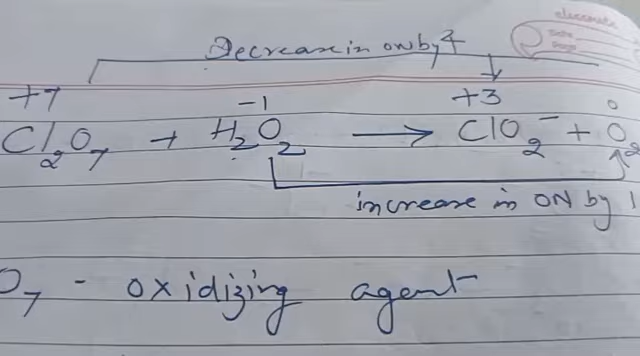 Decrease in ON by 4
+7 -1 +3 0
Cl2O7 + H2O2 → ClO2⁻ + O2
increase in ON by 1
O7 - oxidizing agent